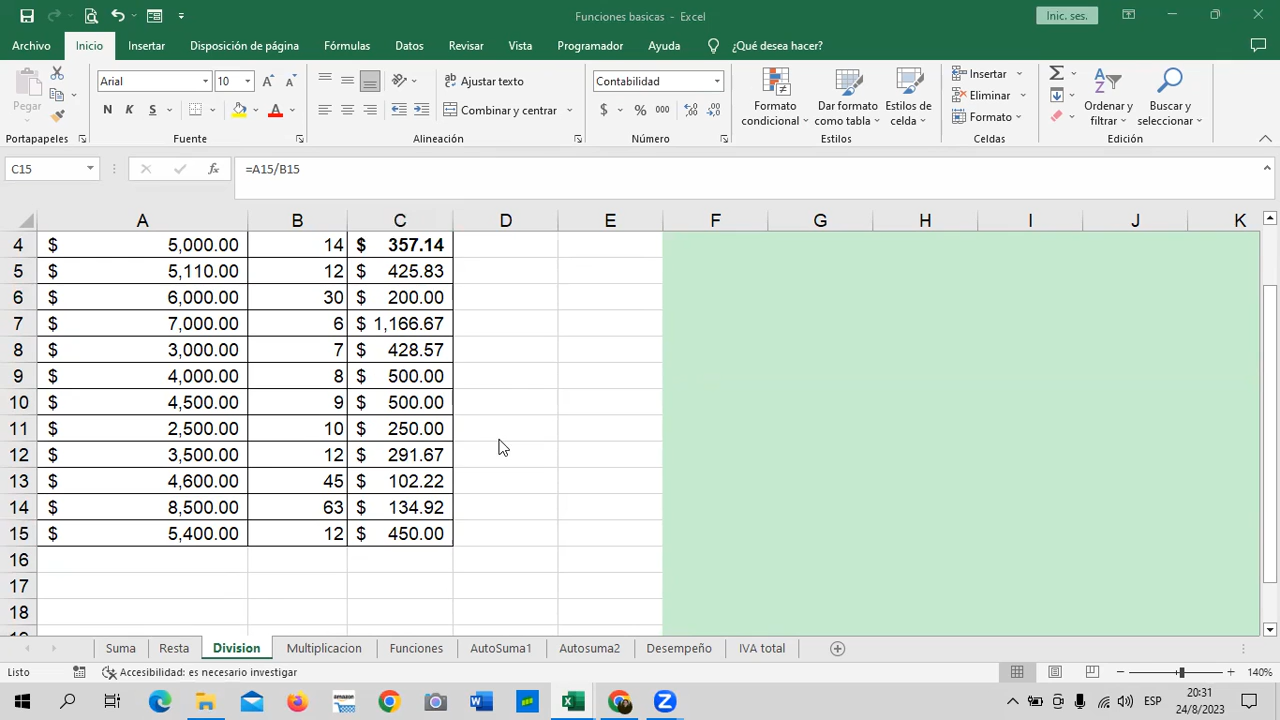 Funciones basicas - Excel
Inic. ses.
Archivo Inicio Insertar Disposición de página Fórmulas Datos Revisar Vista Programador Ayuda ¿Qué desea hacer?
Pegar
Arial 10
N K S
Ajustar texto
Combinar y centrar
Contabilidad
$ % 000
Formato condicional
Dar formato como tabla
Estilos de celda
Insertar
Eliminar
Formato
Ordenar y filtrar
Buscar y seleccionar
Portapapeles Fuente Alineación Número Estilos Celdas Edición
C15 fx =A15/B15
A B C D E F G H I J K
4 $ 5,000.00 14 $ 357.14
5 $ 5,110.00 12 $ 425.83
6 $ 6,000.00 30 $ 200.00
7 $ 7,000.00 6 $ 1,166.67
8 $ 3,000.00 7 $ 428.57
9 $ 4,000.00 8 $ 500.00
10 $ 4,500.00 9 $ 500.00
11 $ 2,500.00 10 $ 250.00
12 $ 3,500.00 12 $ 291.67
13 $ 4,600.00 45 $ 102.22
14 $ 8,500.00 63 $ 134.92
15 $ 5,400.00 12 $ 450.00
16
17
18
Suma Resta Division Multiplicacion Funciones AutoSuma1 Autosuma2 Desempeño IVA total
Listo Accesibilidad: es necesario investigar 140%
ESP
20:31
24/8/2023